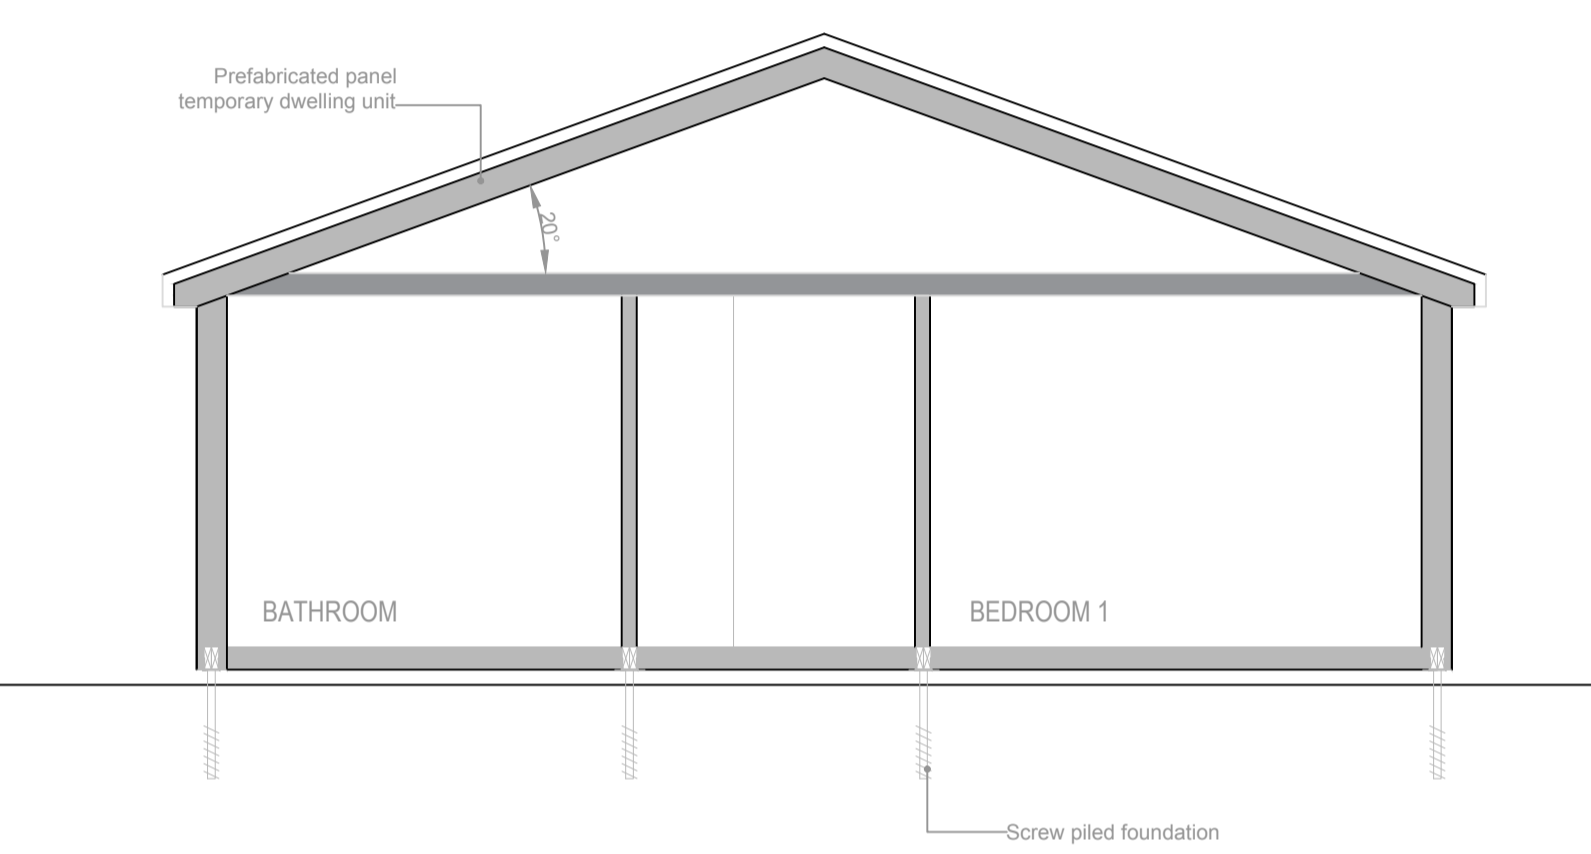 Prefabricated panel
temporary dwelling unit
20°
BATHROOM
BEDROOM 1
Screw piled foundation